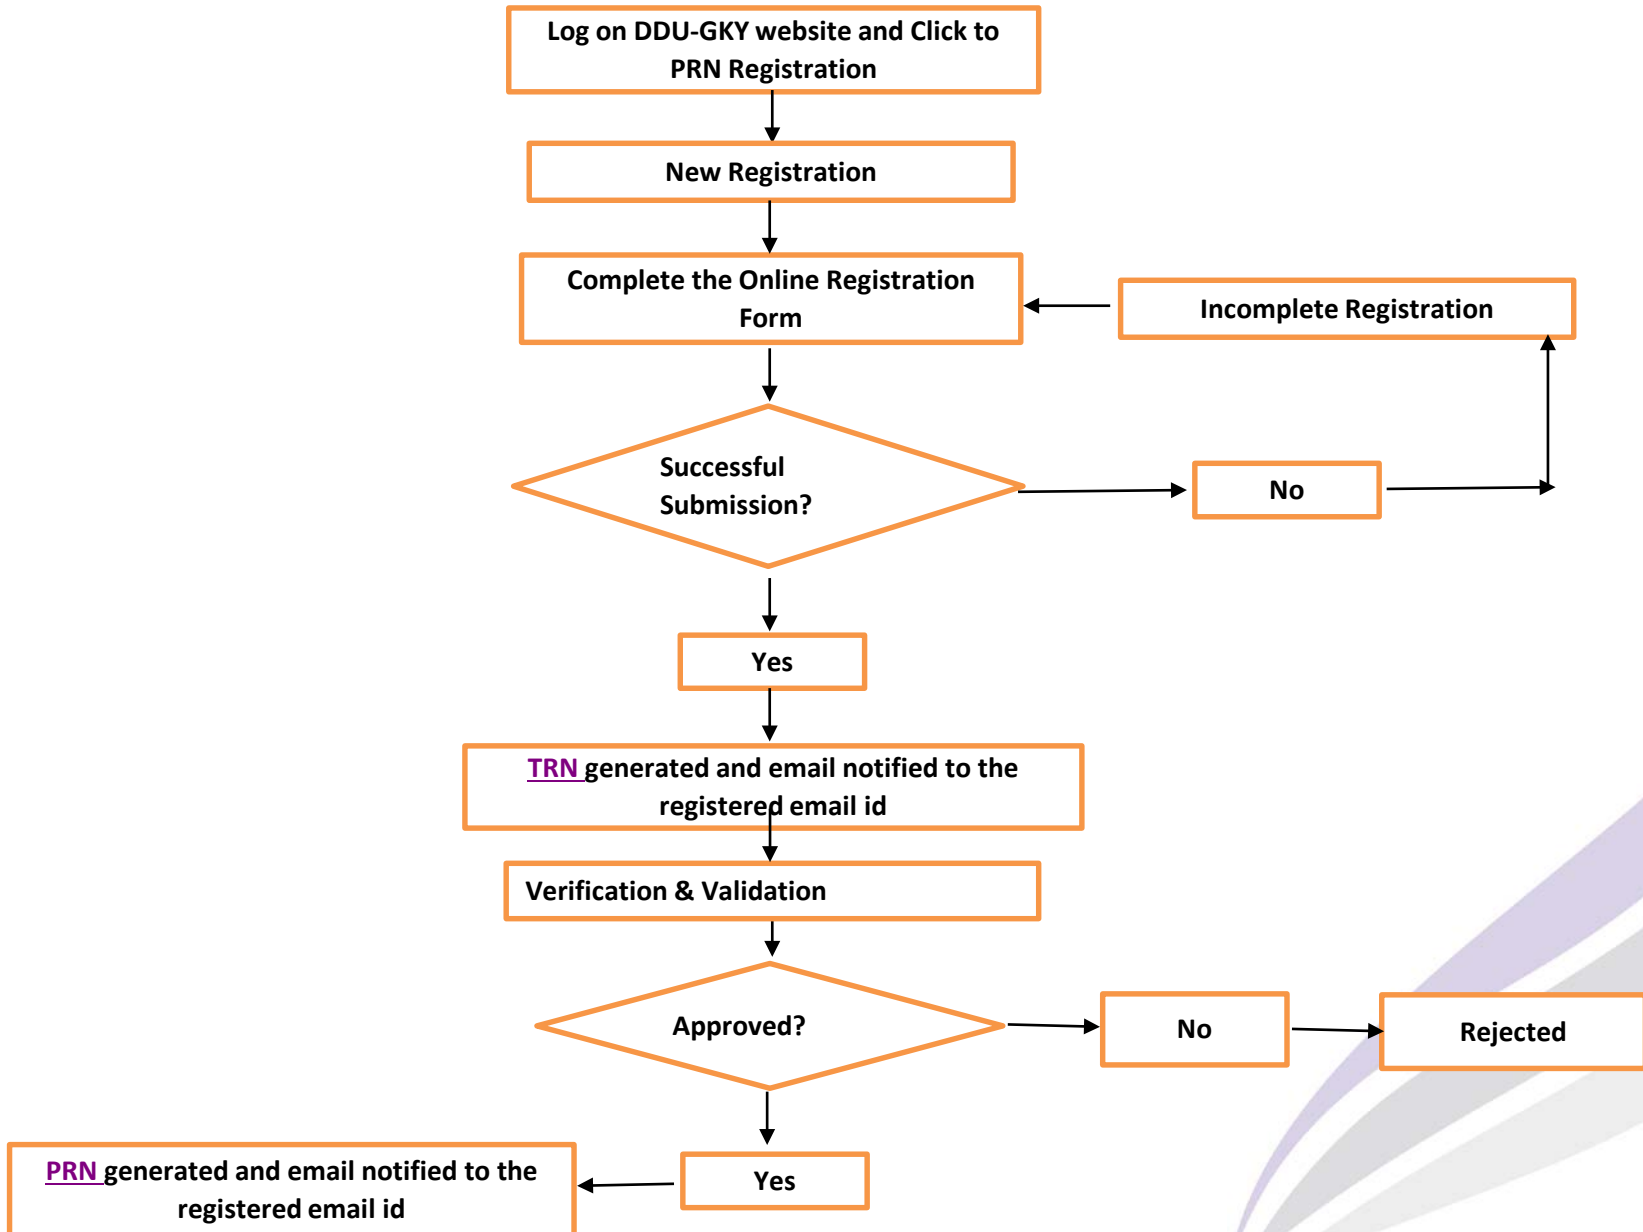 Log on DDU-GKY website and Click to
PRN Registration
New Registration
Complete the Online Registration
Form
Incomplete Registration
Successful
Submission?
No
Yes
TRN generated and email notified to the
registered email id
Verification & Validation
Approved?
No
Rejected
Yes
PRN generated and email notified to the
registered email id